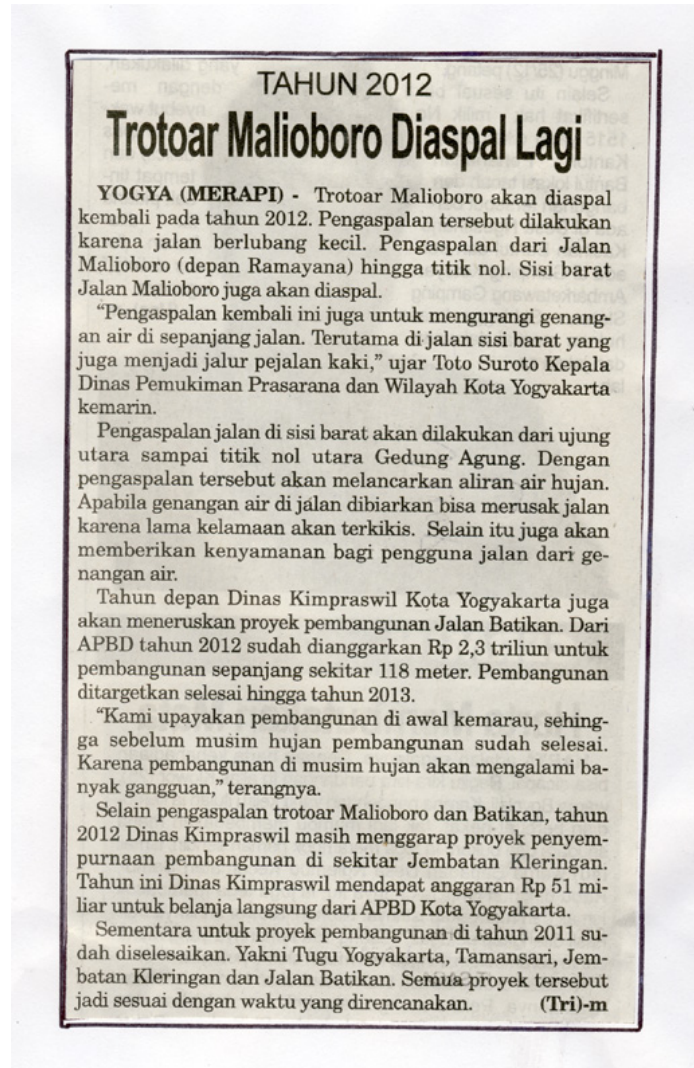 TAHUN 2012
Trotoar Malioboro Diaspal Lagi
YOGYA (MERAPI) - Trotoar Malioboro akan diaspal
kembali pada tahun 2012. Pengaspalan tersebut dilakukan
karena jalan berlubang kecil. Pengaspalan dari Jalan
Malioboro (depan Ramayana) hingga titik nol. Sisi barat
Jalan Malioboro juga akan diaspal.
“Pengaspalan kembali ini juga untuk mengurangi genang-
an air di sepanjang jalan. Terutama di jalan sisi barat yang
juga menjadi jalur pejalan kaki,” ujar Toto Suroto Kepala
Dinas Pemukiman Prasarana dan Wilayah Kota Yogyakarta
kemarin.
Pengaspalan jalan di sisi barat akan dilakukan dari ujung
utara sampai titik nol utara Gedung Agung. Dengan
pengaspalan tersebut akan melancarkan aliran air hujan.
Apabila genangan air di jalan dibiarkan bisa merusak jalan
karena lama kelamaan akan terkikis. Selain itu juga akan
memberikan kenyamanan bagi pengguna jalan dari ge-
nangan air.
Tahun depan Dinas Kimpraswil Kota Yogyakarta juga
akan meneruskan proyek pembangunan Jalan Batikan. Dari
APBD tahun 2012 sudah dianggarkan Rp 2,3 triliun untuk
pembangunan sepanjang sekitar 118 meter. Pembangunan
ditargetkan selesai hingga tahun 2013.
“Kami upayakan pembangunan di awal kemarau, sehing-
ga sebelum musim hujan pembangunan sudah selesai.
Karena pembangunan di musim hujan akan mengalami ba-
nyak gangguan,” terangnya.
Selain pengaspalan trotoar Malioboro dan Batikan, tahun
2012 Dinas Kimpraswil masih menggarap proyek penyem-
purnaan pembangunan di sekitar Jembatan Kleringan.
Tahun ini Dinas Kimpraswil mendapat anggaran Rp 51 mi-
liar untuk belanja langsung dari APBD Kota Yogyakarta.
Sementara untuk proyek pembangunan di tahun 2011 su-
dah diselesaikan. Yakni Tugu Yogyakarta, Tamansari, Jem-
batan Kleringan dan Jalan Batikan. Semua proyek tersebut
jadi sesuai dengan waktu yang direncanakan. (Tri)-m